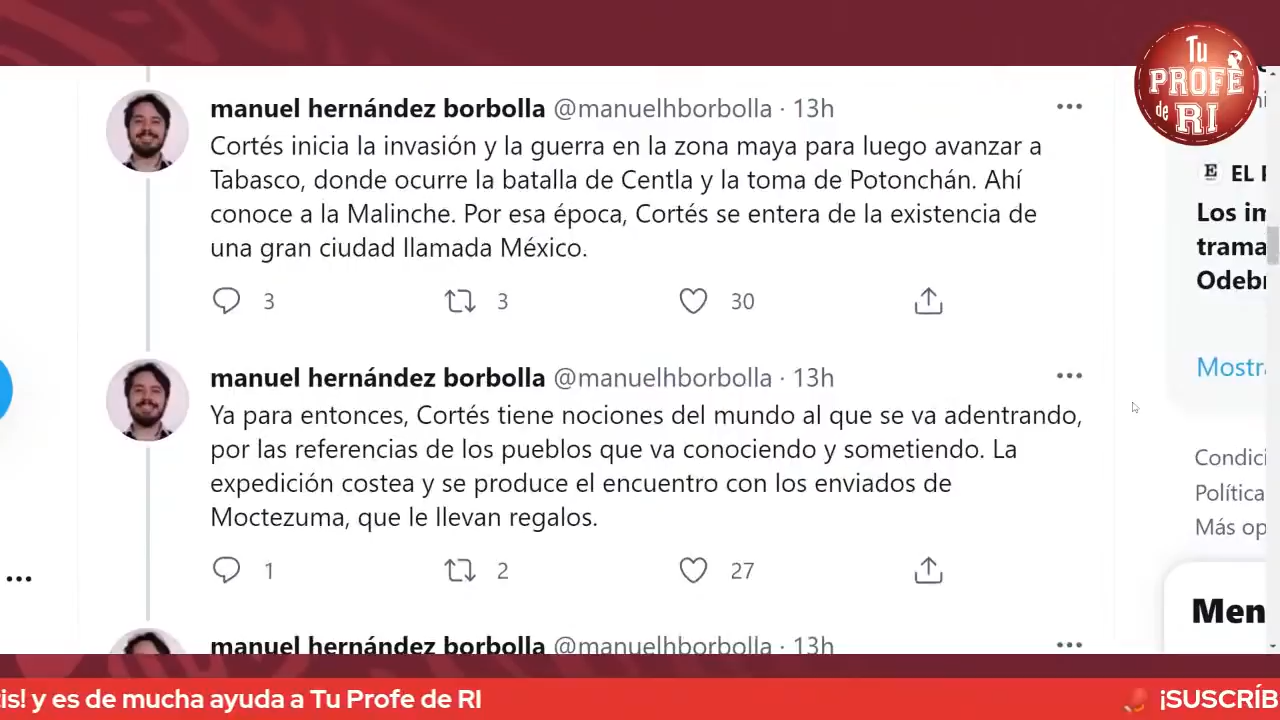 Tu
PROFE
de RI
manuel hernández borbolla @manuelhborbolla · 13h
Cortés inicia la invasión y la guerra en la zona maya para luego avanzar a
Tabasco, donde ocurre la batalla de Centla y la toma de Potonchán. Ahí
conoce a la Malinche. Por esa época, Cortés se entera de la existencia de
una gran ciudad llamada México.
3 3 30
manuel hernández borbolla @manuelhborbolla · 13h
Ya para entonces, Cortés tiene nociones del mundo al que se va adentrando,
por las referencias de los pueblos que va conociendo y sometiendo. La
expedición costea y se produce el encuentro con los enviados de
Moctezuma, que le llevan regalos.
1 2 27
manuel hernández borbolla @manuelhborbolla · 13h
E EL
Los im
trama
Odebr
Mostra
Condici
Política
Más op
Men
is! y es de mucha ayuda a Tu Profe de RI
¡SUSCRÍB